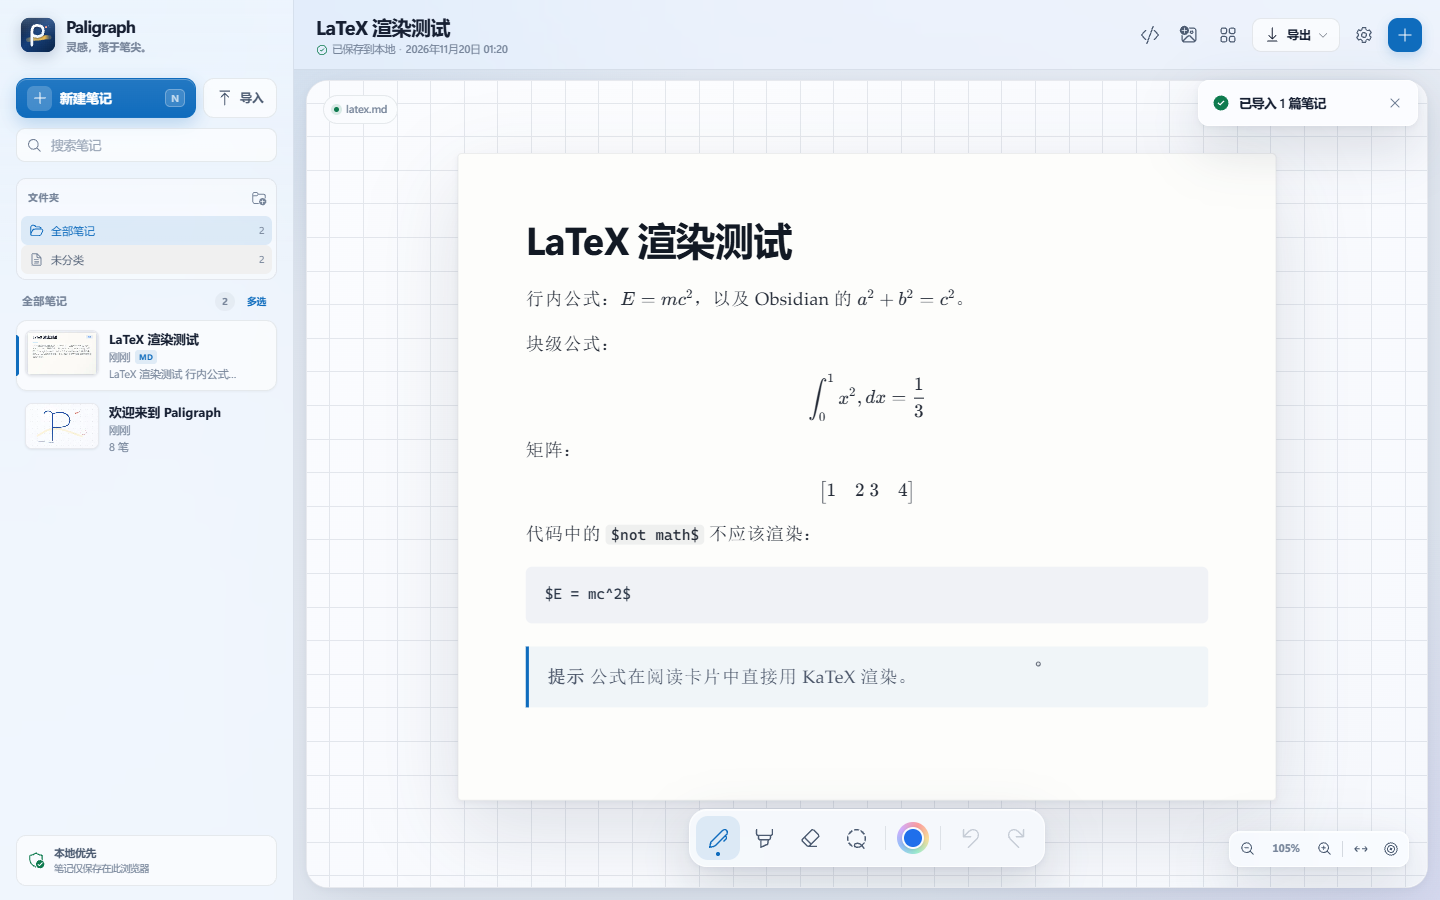 Paligraph
灵感，落于笔尖。
新建笔记 N
导入
搜索笔记
文件夹
全部笔记 2
未分类 2
全部笔记 2 多选
LaTeX 渲染测试
刚刚 MD
LaTeX 渲染测试 行内公式...
欢迎来到 Paligraph
刚刚
8 笔
本地优先
笔记仅保存在此浏览器
LaTeX 渲染测试
已保存到本地 · 2026年11月20日 01:20
导出
已导入 1 篇笔记
latex.md
LaTeX 渲染测试
行内公式：E = mc²，以及 Obsidian 的 a² + b² = c²。
块级公式：
∫₀¹ x², dx = 1/3
矩阵：
[1 2 3 4]
代码中的 $not math$ 不应该渲染：
$E = mc^2$
提示 公式在阅读卡片中直接用 KaTeX 渲染。
105%